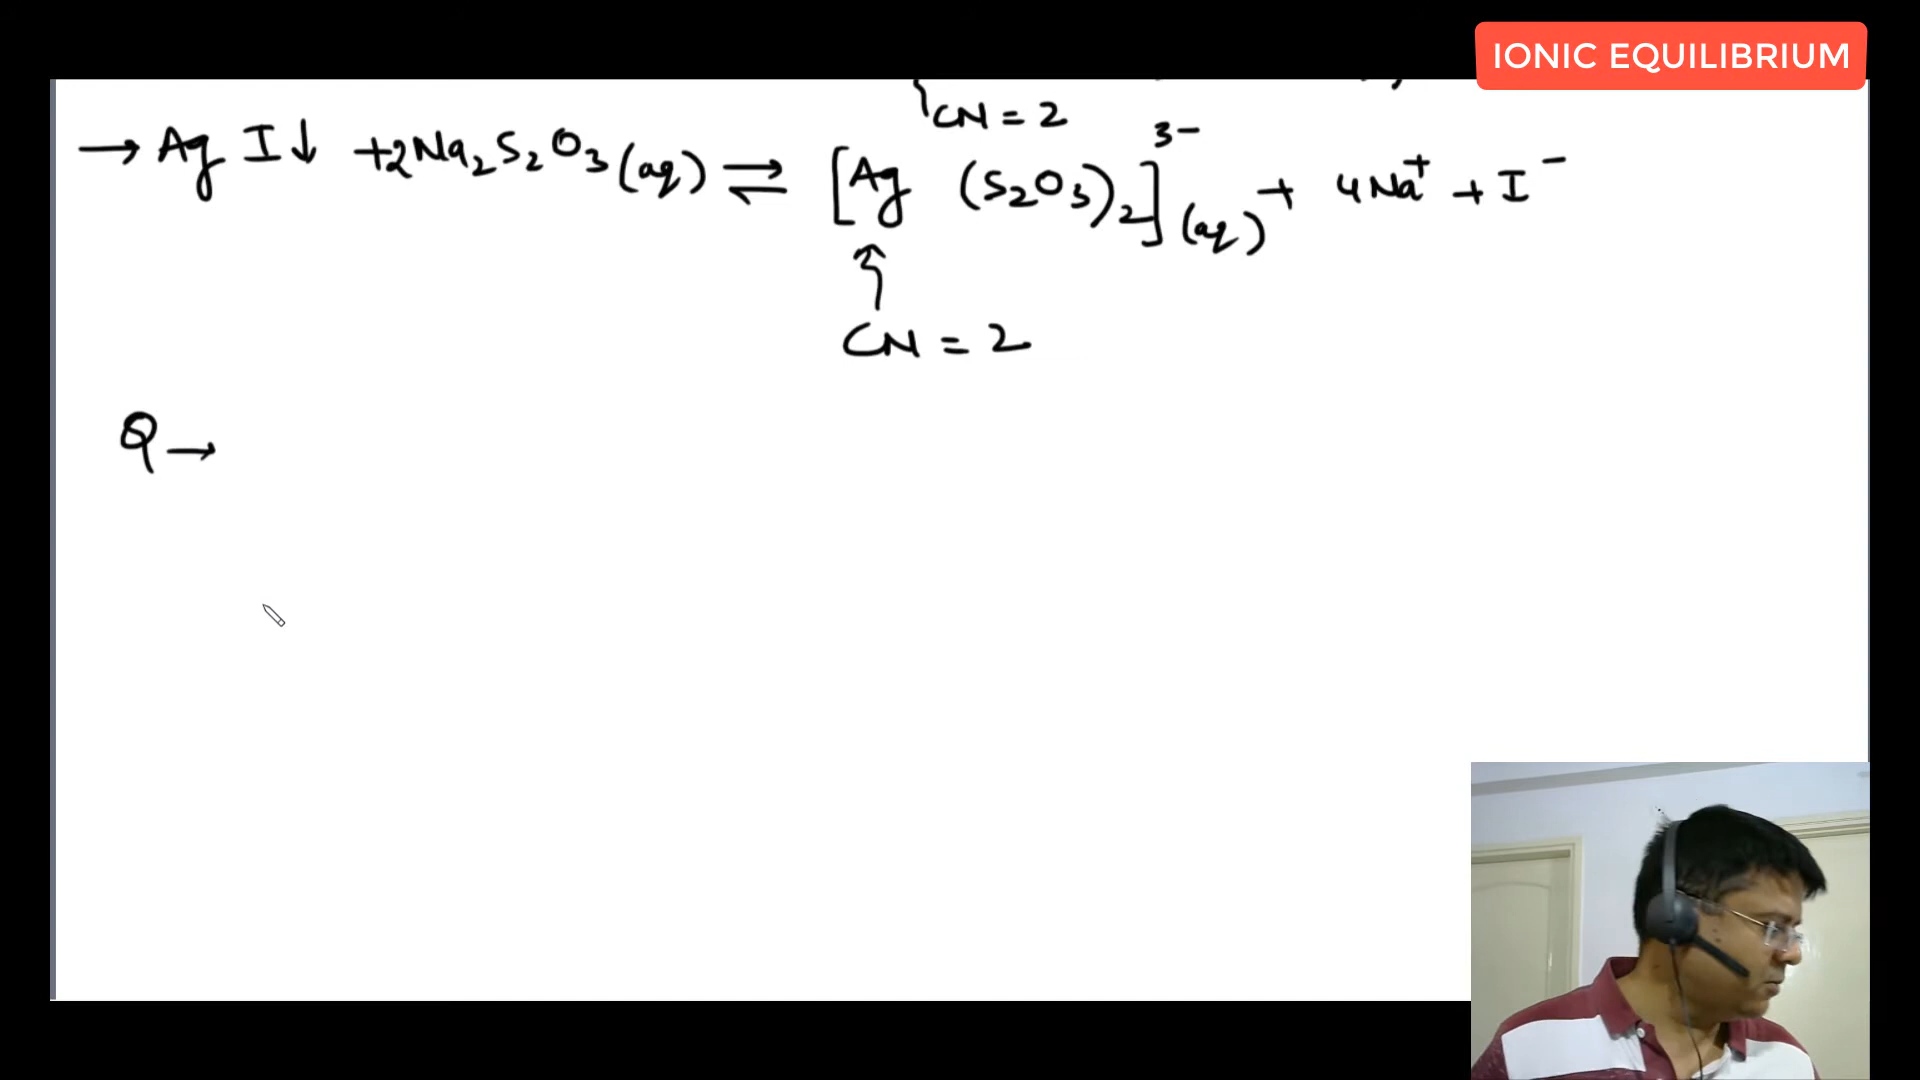 IONIC EQUILIBRIUM
CN = 2
→ Ag I↓ + 2Na₂S₂O₃(aq) ⇌ [Ag (S₂O₃)₂]³⁻(aq) + 4Na⁺ + I⁻
CN = 2
Q →